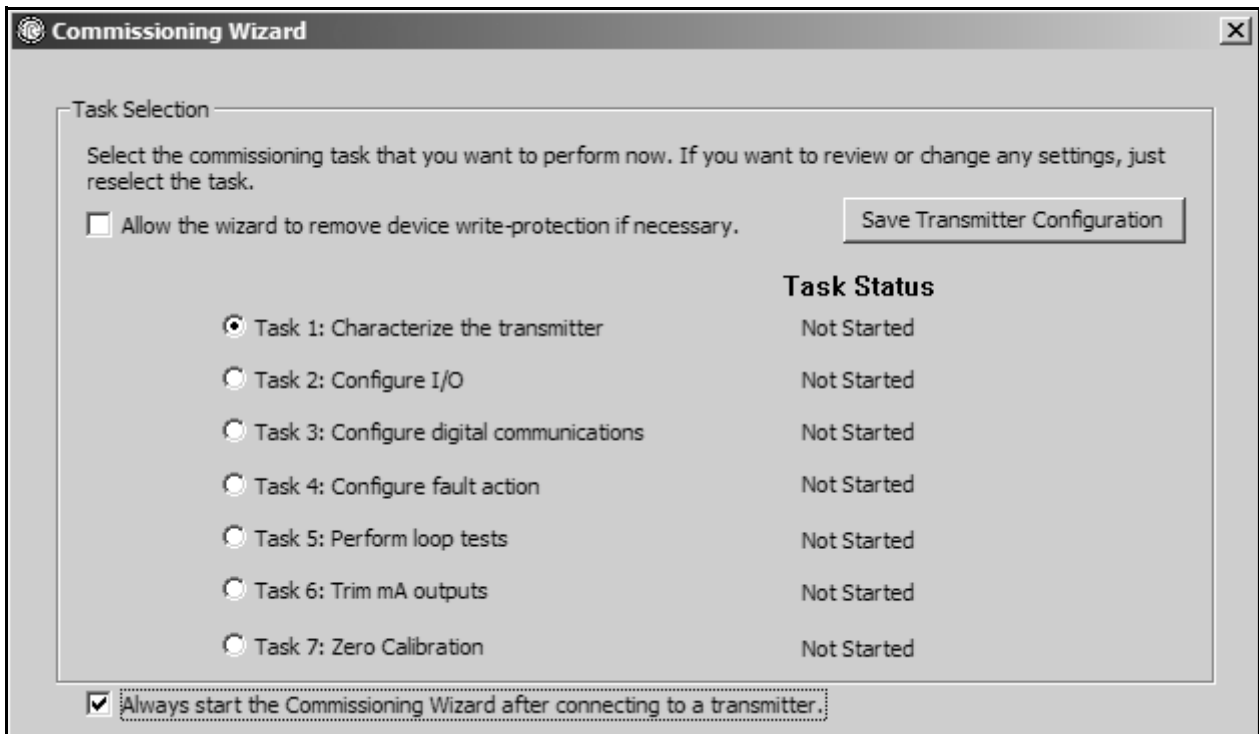 Commissioning Wizard
Task Selection
Select the commissioning task that you want to perform now. If you want to review or change any settings, just
reselect the task.
Allow the wizard to remove device write-protection if necessary.
Save Transmitter Configuration
Task Status
Task 1: Characterize the transmitter Not Started
Task 2: Configure I/O Not Started
Task 3: Configure digital communications Not Started
Task 4: Configure fault action Not Started
Task 5: Perform loop tests Not Started
Task 6: Trim mA outputs Not Started
Task 7: Zero Calibration Not Started
Always start the Commissioning Wizard after connecting to a transmitter.